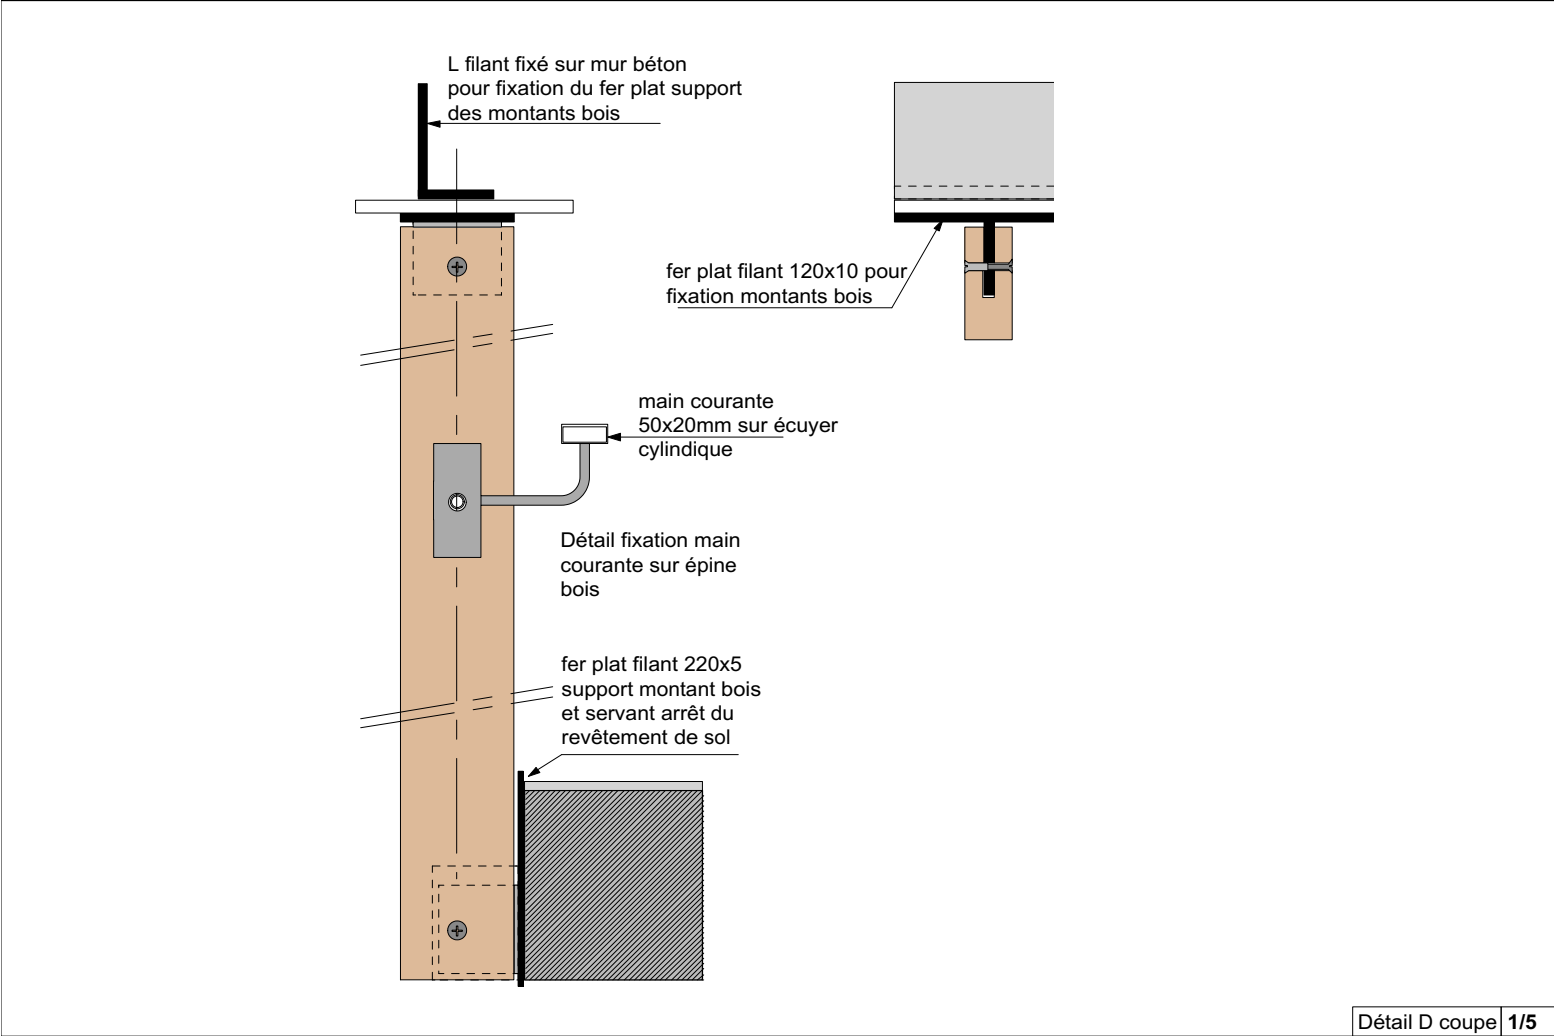 L filant fixé sur mur béton
pour fixation du fer plat support
des montants bois
fer plat filant 120x10 pour
fixation montants bois
main courante
50x20mm sur écuyer
cylindique
Détail fixation main
courante sur épine
bois
fer plat filant 220x5
support montant bois
et servant arrêt du
revêtement de sol
Détail D coupe 1/5